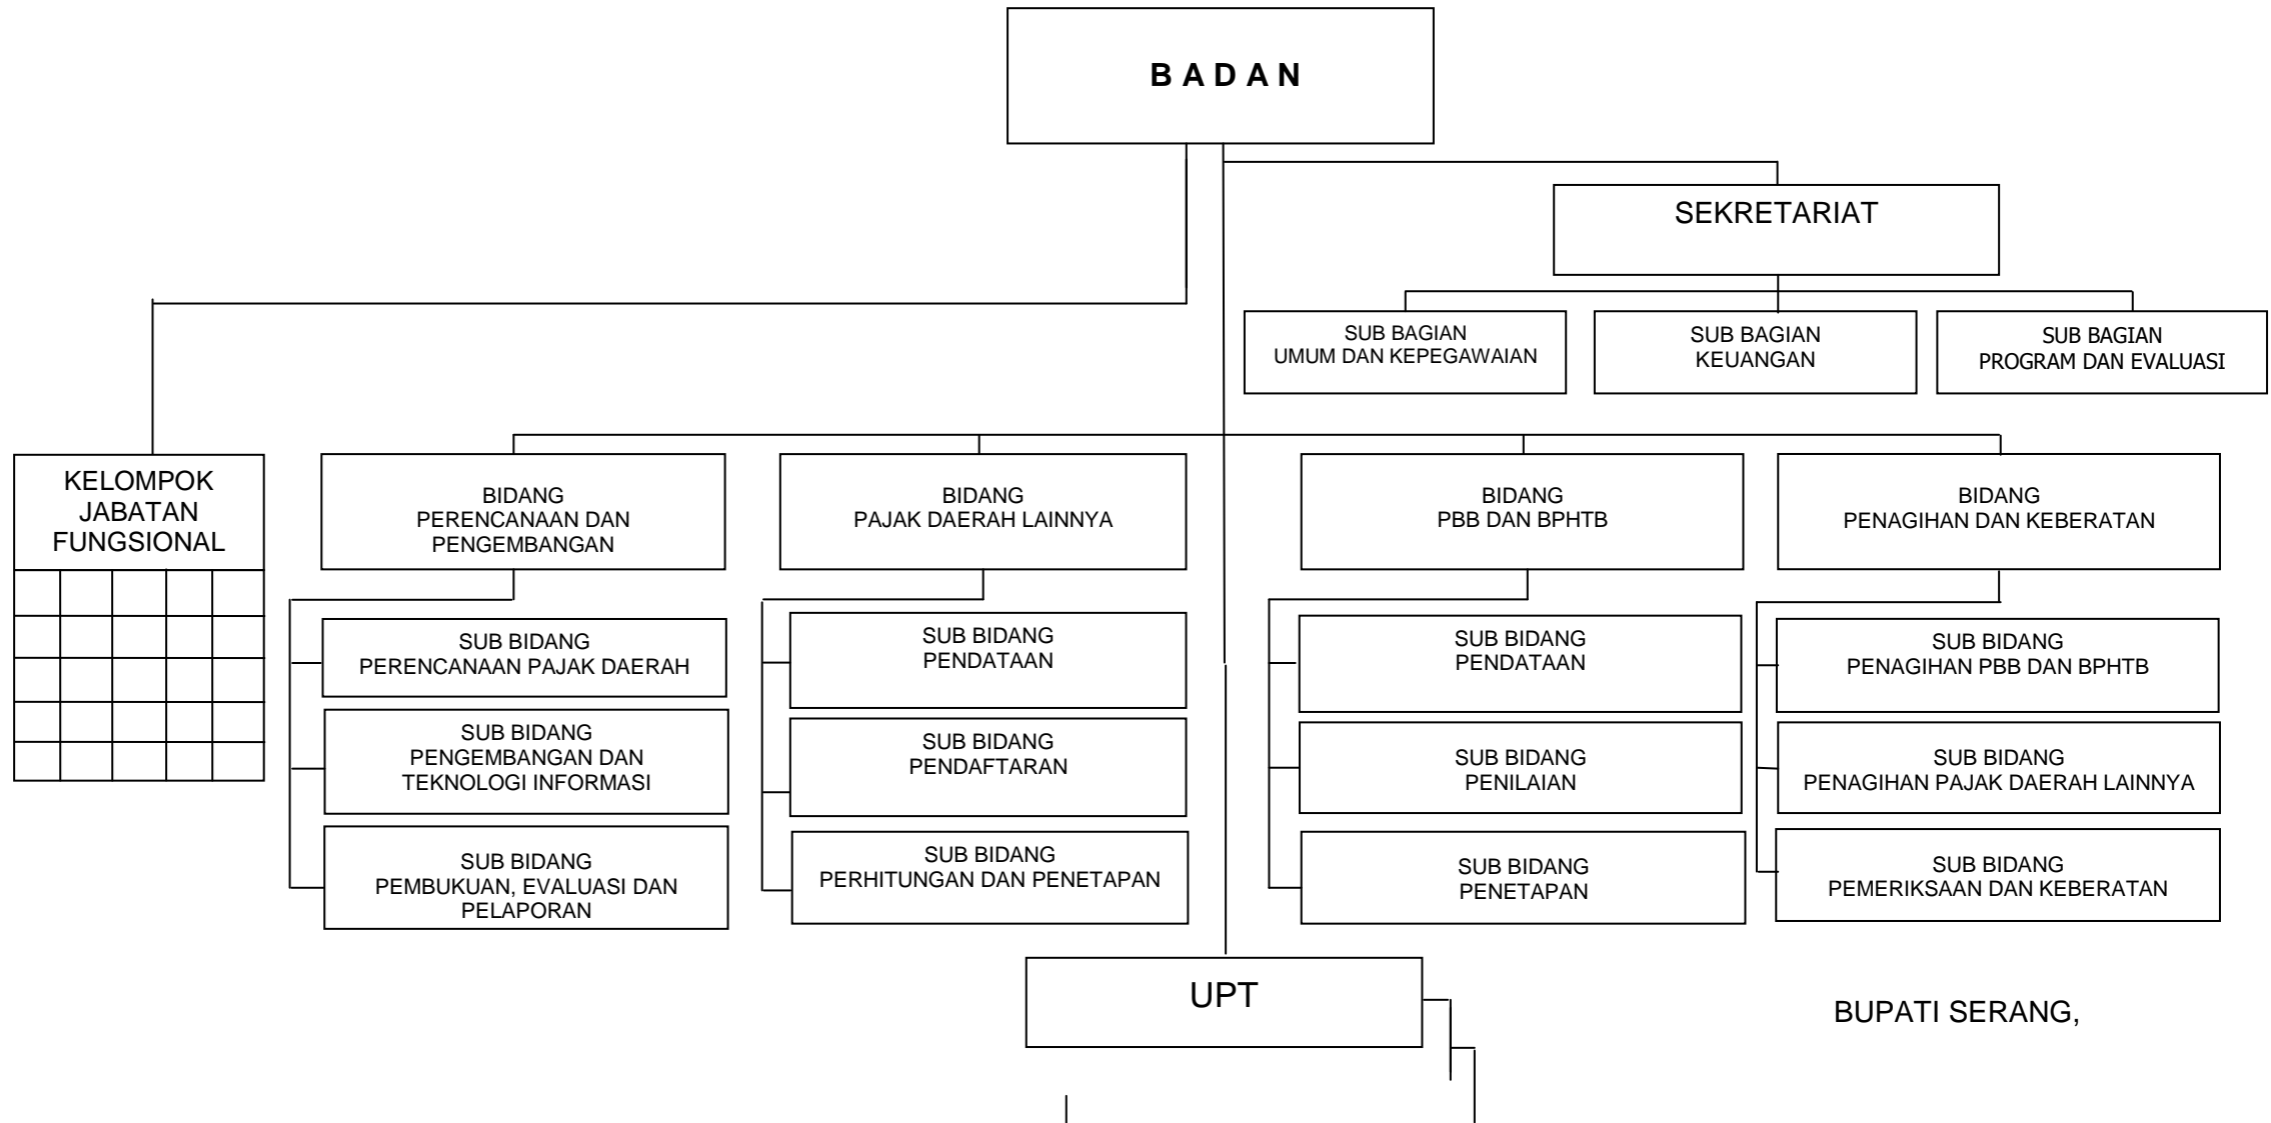 B A D A N
SEKRETARIAT
SUB BAGIAN
UMUM DAN KEPEGAWAIAN
SUB BAGIAN
KEUANGAN
SUB BAGIAN
PROGRAM DAN EVALUASI
KELOMPOK
JABATAN
FUNGSIONAL
BIDANG
PERENCANAAN DAN
PENGEMBANGAN
BIDANG
PAJAK DAERAH LAINNYA
BIDANG
PBB DAN BPHTB
BIDANG
PENAGIHAN DAN KEBERATAN
SUB BIDANG
PERENCANAAN PAJAK DAERAH
SUB BIDANG
PENGEMBANGAN DAN
TEKNOLOGI INFORMASI
SUB BIDANG
PEMBUKUAN, EVALUASI DAN
PELAPORAN
SUB BIDANG
PENDATAAN
SUB BIDANG
PENDAFTARAN
SUB BIDANG
PERHITUNGAN DAN PENETAPAN
SUB BIDANG
PENDATAAN
SUB BIDANG
PENILAIAN
SUB BIDANG
PENETAPAN
SUB BIDANG
PENAGIHAN PBB DAN BPHTB
SUB BIDANG
PENAGIHAN PAJAK DAERAH LAINNYA
SUB BIDANG
PEMERIKSAAN DAN KEBERATAN
UPT
BUPATI SERANG,